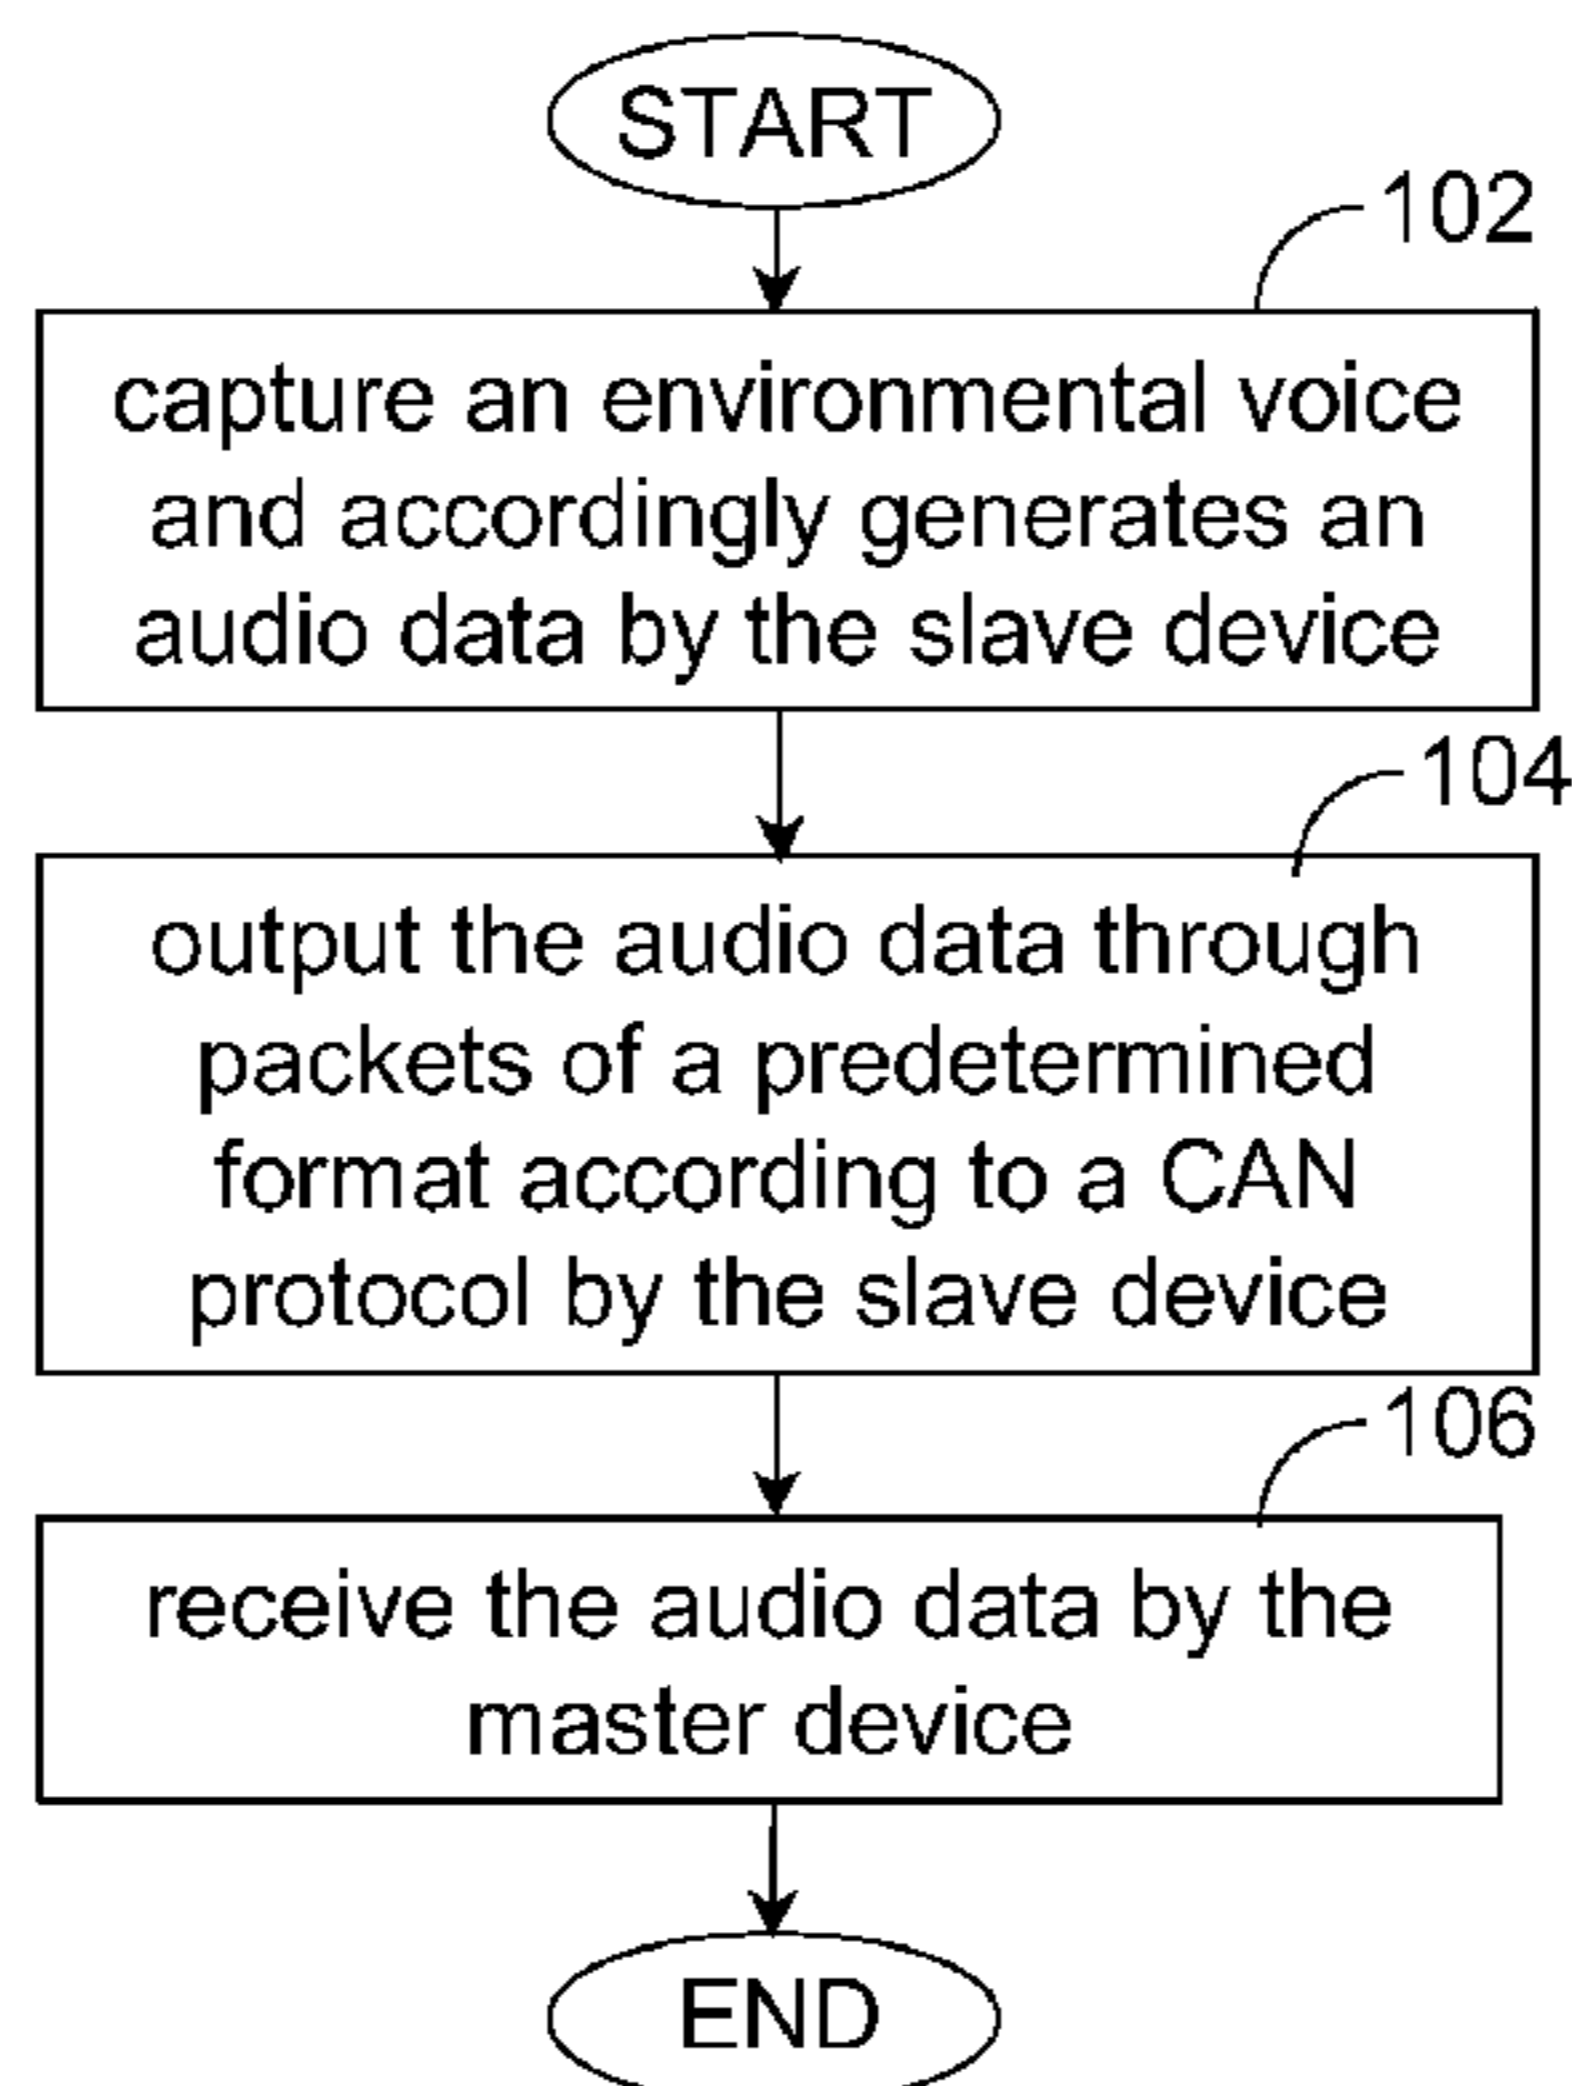 START
102
capture an environmental voice
and accordingly generates an
audio data by the slave device
104
output the audio data through
packets of a predetermined
format according to a CAN
protocol by the slave device
106
receive the audio data by the
master device
END